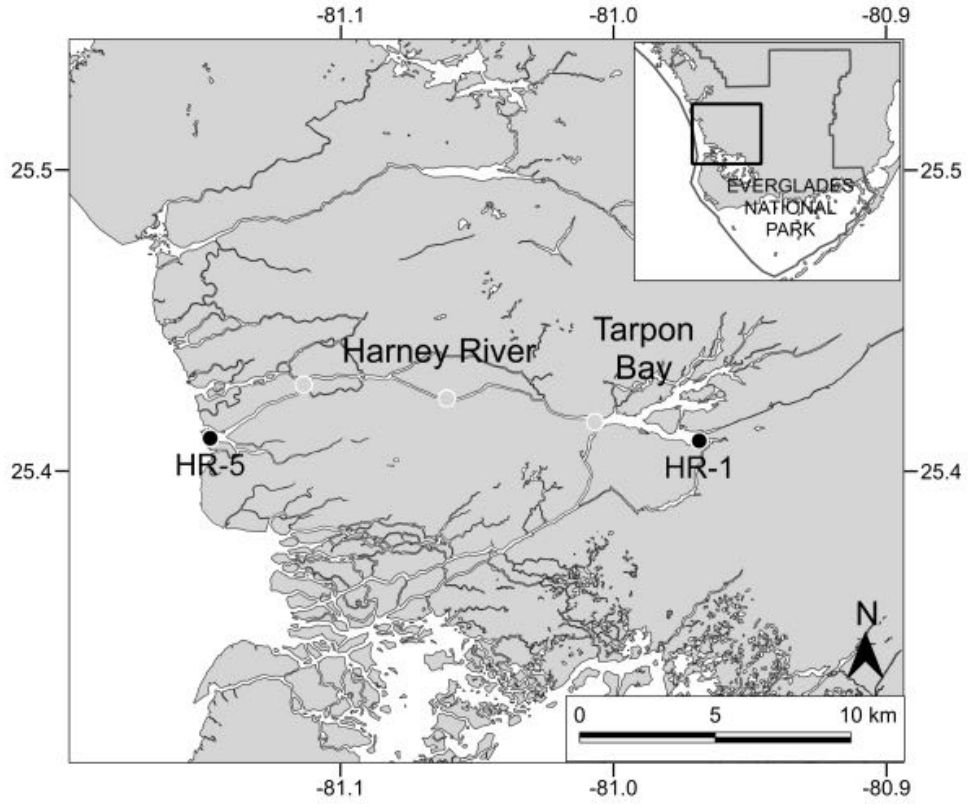 -81.1
-81.0
-80.9
25.5
25.5
EVERGLADES
NATIONAL
PARK
Harney River
Tarpon
Bay
HR-5
HR-1
25.4
25.4
N
0
5
10 km
-81.1
-81.0
-80.9